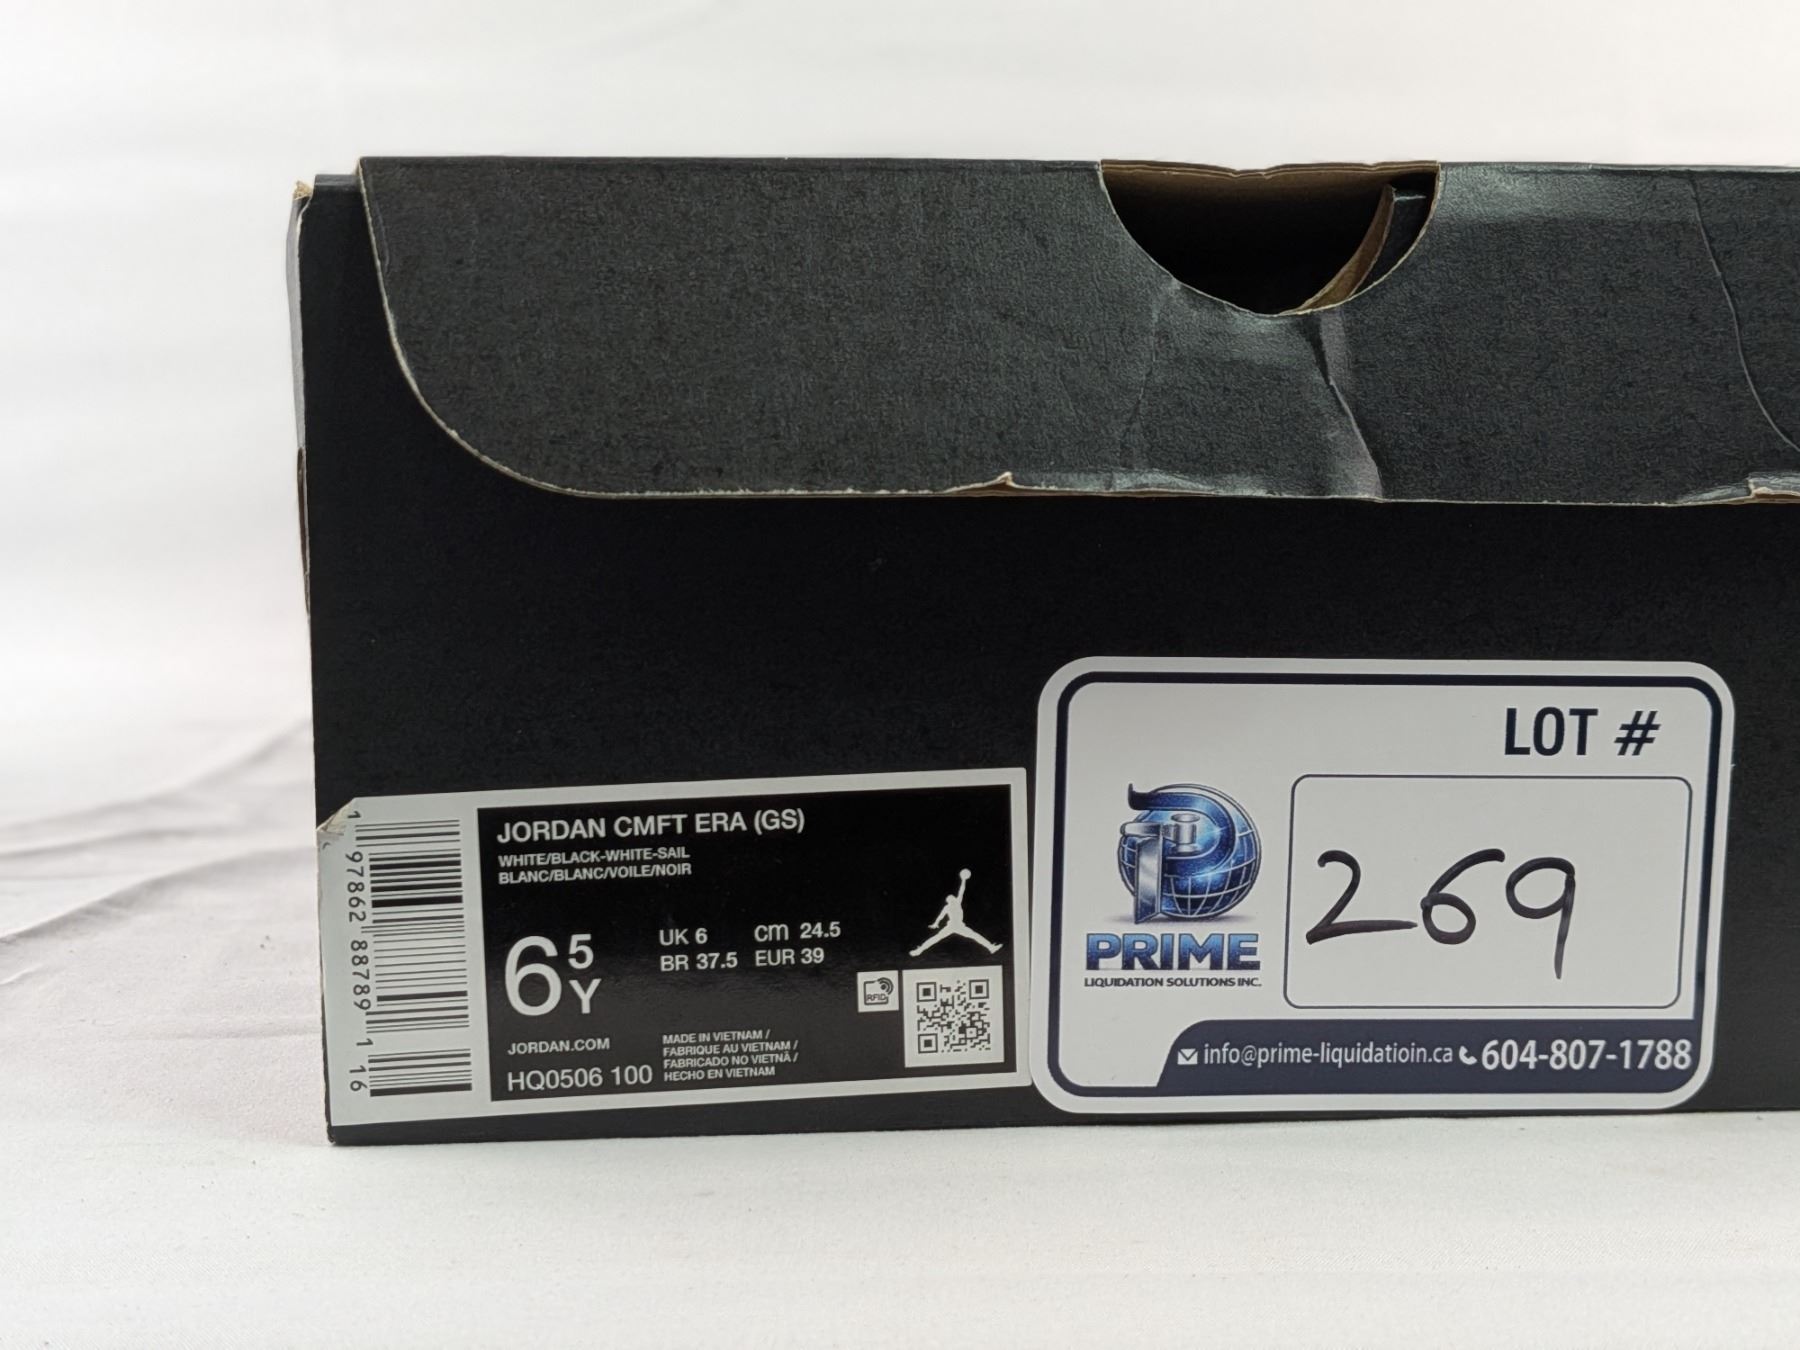 JORDAN CMFT ERA (GS)
WHITE/BLACK-WHITE-SAIL
BLANC/BLANC/VOILE/NOIR
6 5 Y
UK 6 cm 24.5
BR 37.5 EUR 39
RFID
JORDAN.COM
HQ0506 100
MADE IN VIETNAM /
FABRIQUE AU VIETNAM /
FABRICADO NO VIETNÃ /
HECHO EN VIETNAM
1 97862 88789 1 16
LOT #
269
PRIME
LIQUIDATION SOLUTIONS INC.
info@prime-liquidatioin.ca 604-807-1788